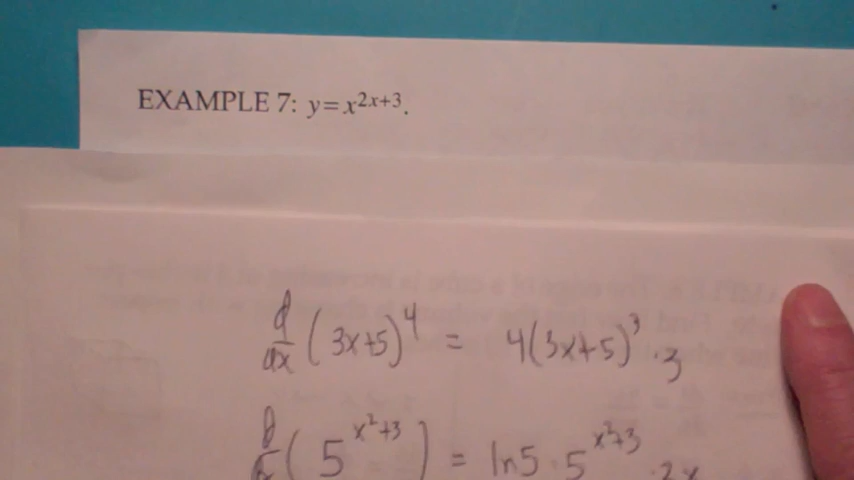 EXAMPLE 7: y=x^{2x+3}.
d/dx (3x+5)^4 = 4(3x+5)^3 · 3
d/dx (5^{x^2+3}) = ln5 · 5^{x^2+3} · 2x